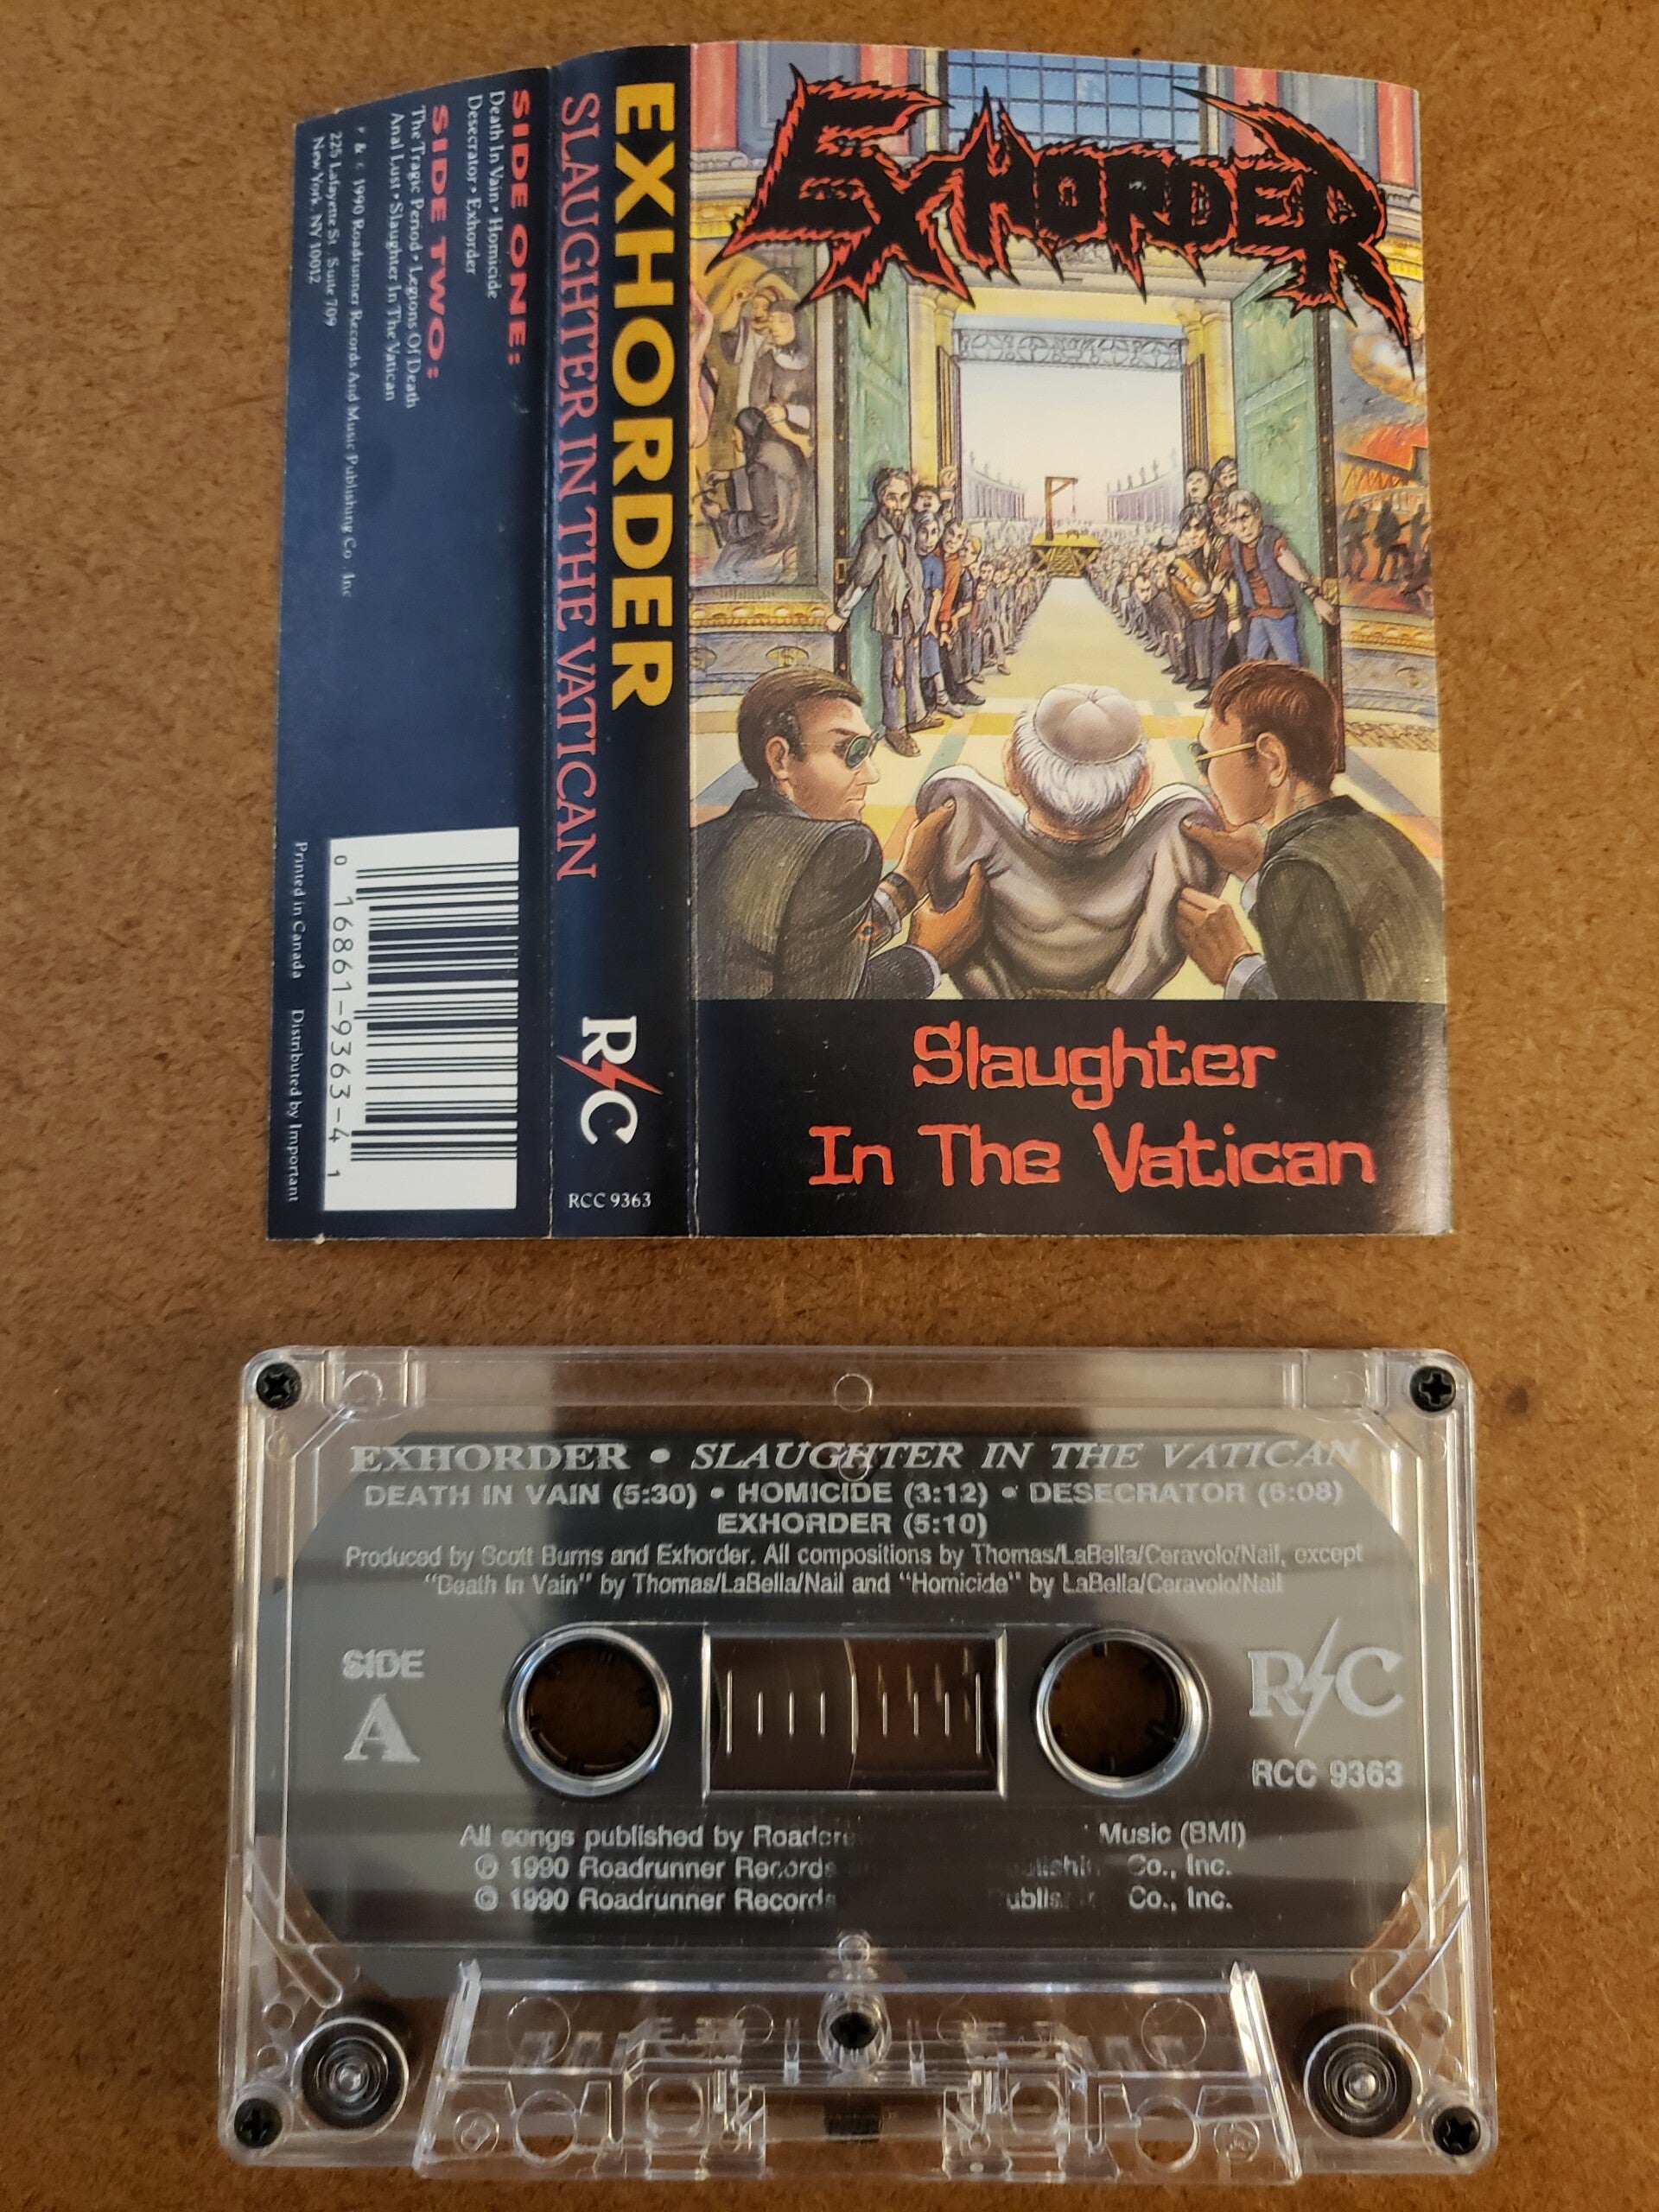 EXHORDER
Slaughter
In The Vatican
EXHORDER
SLAUGHTER IN THE VATICAN
R C
RCC 9363
SIDE ONE:
Death In Vain • Homicide
Desecrator • Exhorder
SIDE TWO:
The Tragic Period • Legions Of Death
Anal Lust • Slaughter In The Vatican
P & C 1990 Roadrunner Records And Music Publishing Co., Inc
225 Lafayette St., Suite 709
New York, NY 10012
0 16861-9363-4 1
Printed in Canada Distributed by Important
EXHORDER • SLAUGHTER IN THE VATICAN
DEATH IN VAIN (5:30) • HOMICIDE (3:12) • DESECRATOR (6:08)
EXHORDER (5:10)
Produced by Scott Burns and Exhorder. All compositions by Thomas/LaBella/Ceravolo/Nail, except
"Death In Vain" by Thomas/LaBella/Nail and "Homicide" by LaBella/Ceravolo/Nail
SIDE
A
R C
RCC 9363
All songs published by Music (BMI)
℗ 1990 Roadrunner Records Co., Inc.
© 1990 Roadrunner Records Co., Inc.